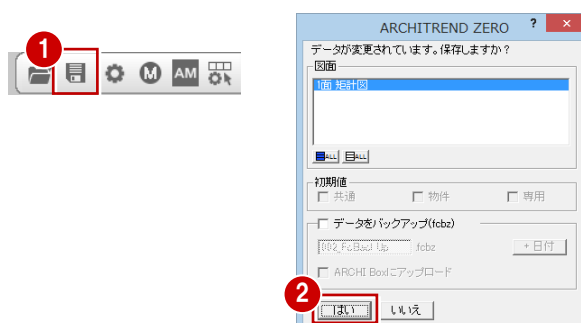 1
M
AM
ARCHITREND ZERO ? ×
データが変更されています。保存しますか?
図面
1面 矩計図
ALL ALL
初期値
共通 物件 専用
データをバックアップ(fcbz)
fcbz +日付
ARCHI Boxにアップロード
2
はい いいえ